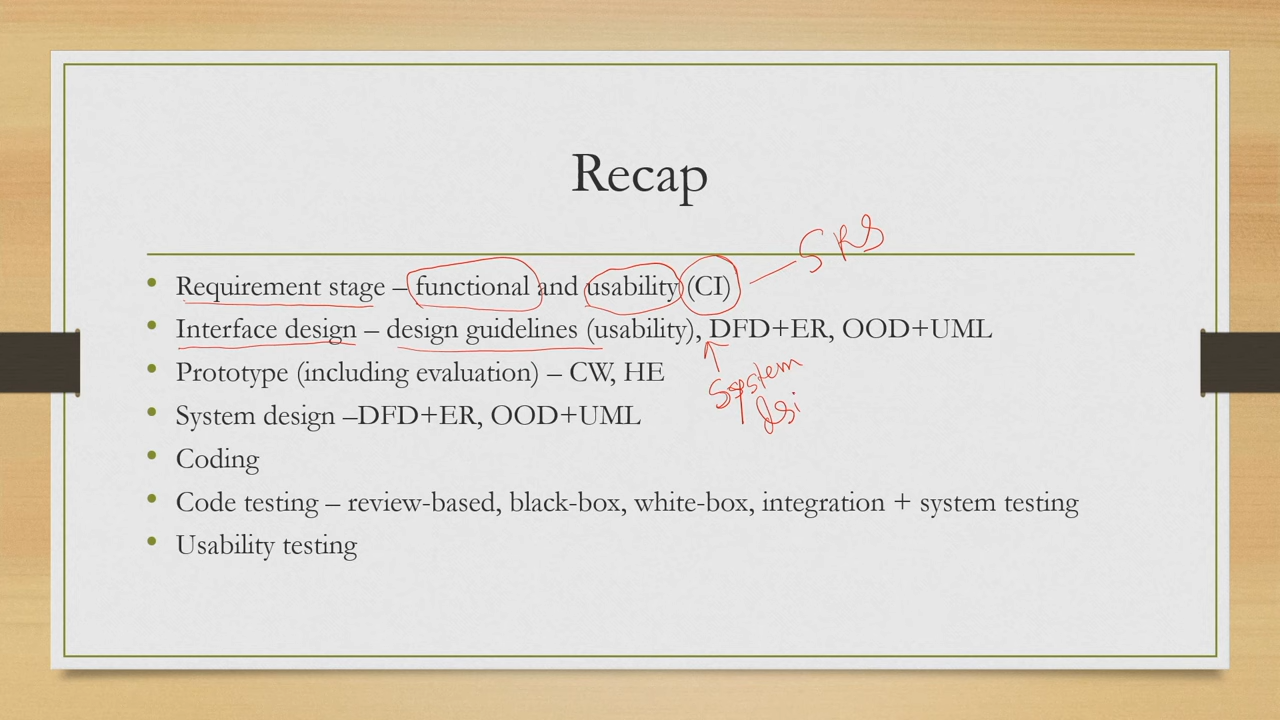 Recap
SRS
• Requirement stage – functional and usability (CI)
• Interface design – design guidelines (usability), DFD+ER, OOD+UML
System
• Prototype (including evaluation) – CW, HE
• System design –DFD+ER, OOD+UML
• Coding
• Code testing – review-based, black-box, white-box, integration + system testing
• Usability testing